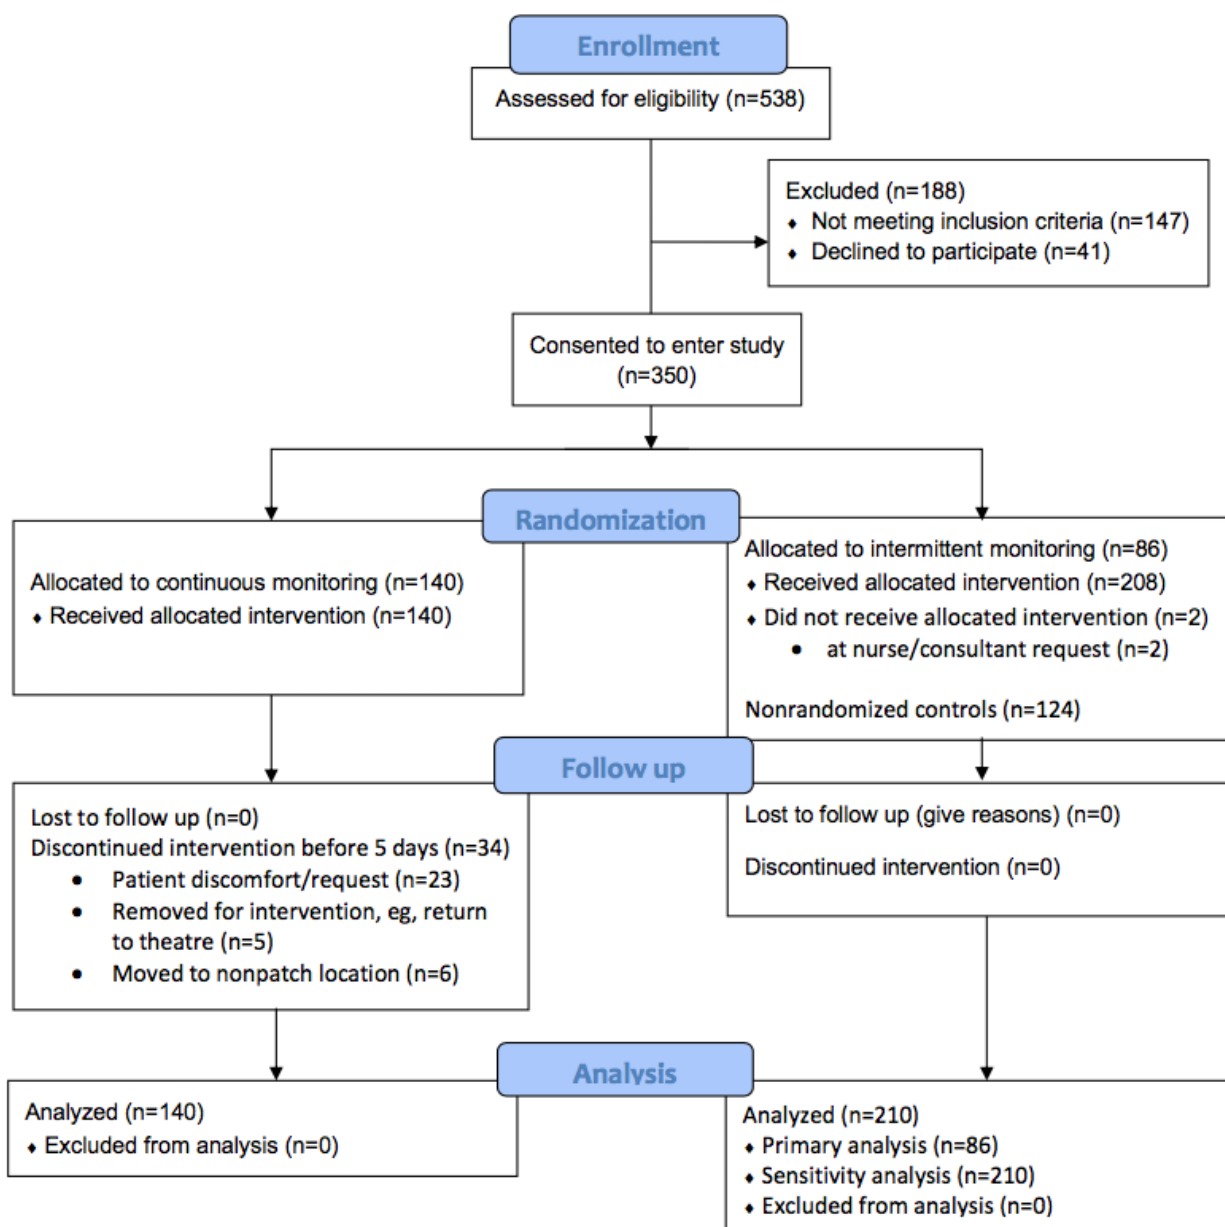 Enrollment
Assessed for eligibility (n=538)
Excluded (n=188)
♦ Not meeting inclusion criteria (n=147)
♦ Declined to participate (n=41)
Consented to enter study
(n=350)
Randomization
Allocated to continuous monitoring (n=140)
♦ Received allocated intervention (n=140)
Allocated to intermittent monitoring (n=86)
♦ Received allocated intervention (n=208)
♦ Did not receive allocated intervention (n=2)
• at nurse/consultant request (n=2)
Nonrandomized controls (n=124)
Follow up
Lost to follow up (n=0)
Discontinued intervention before 5 days (n=34)
• Patient discomfort/request (n=23)
• Removed for intervention, eg, return
to theatre (n=5)
• Moved to nonpatch location (n=6)
Lost to follow up (give reasons) (n=0)
Discontinued intervention (n=0)
Analysis
Analyzed (n=140)
♦ Excluded from analysis (n=0)
Analyzed (n=210)
♦ Primary analysis (n=86)
♦ Sensitivity analysis (n=210)
♦ Excluded from analysis (n=0)